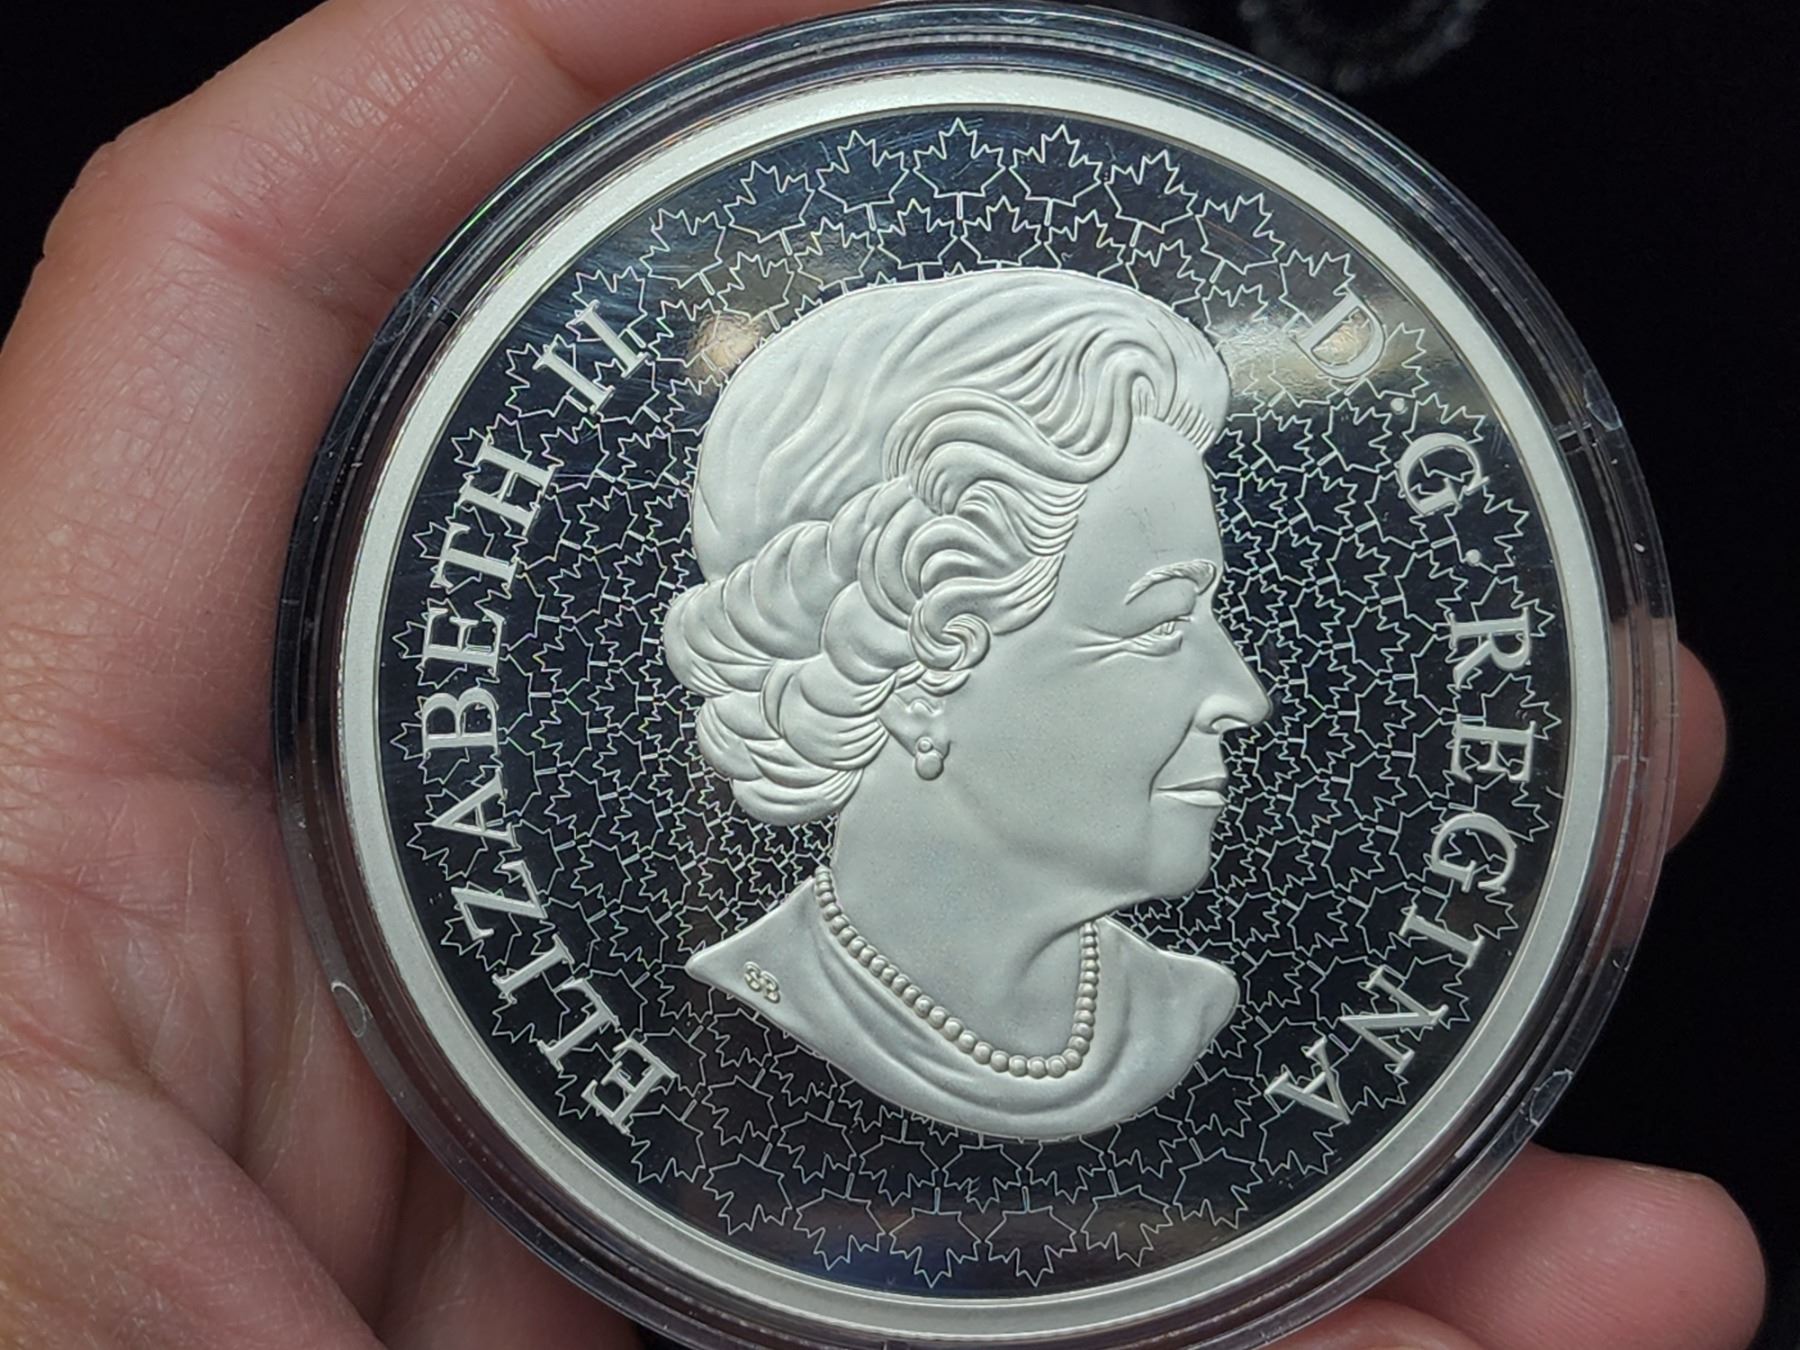 ELIZABETH II
D·G·REGINA
SB